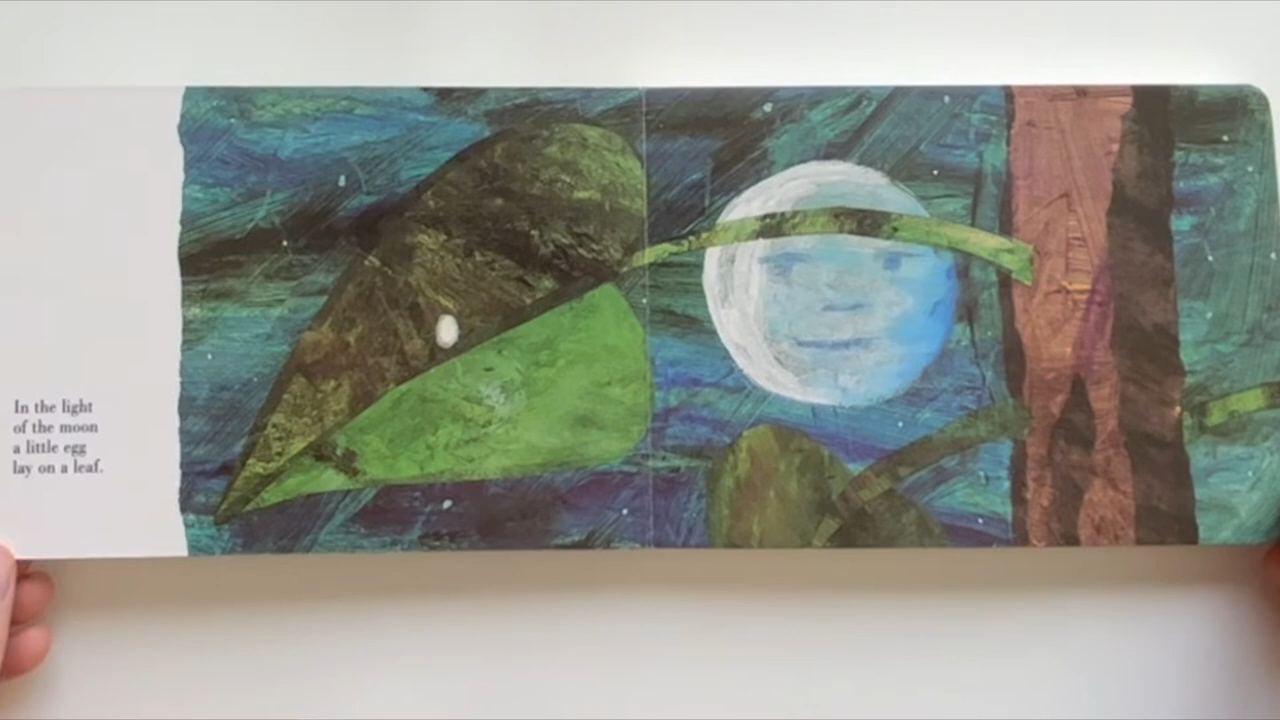 In the light
of the moon
a little egg
lay on a leaf.